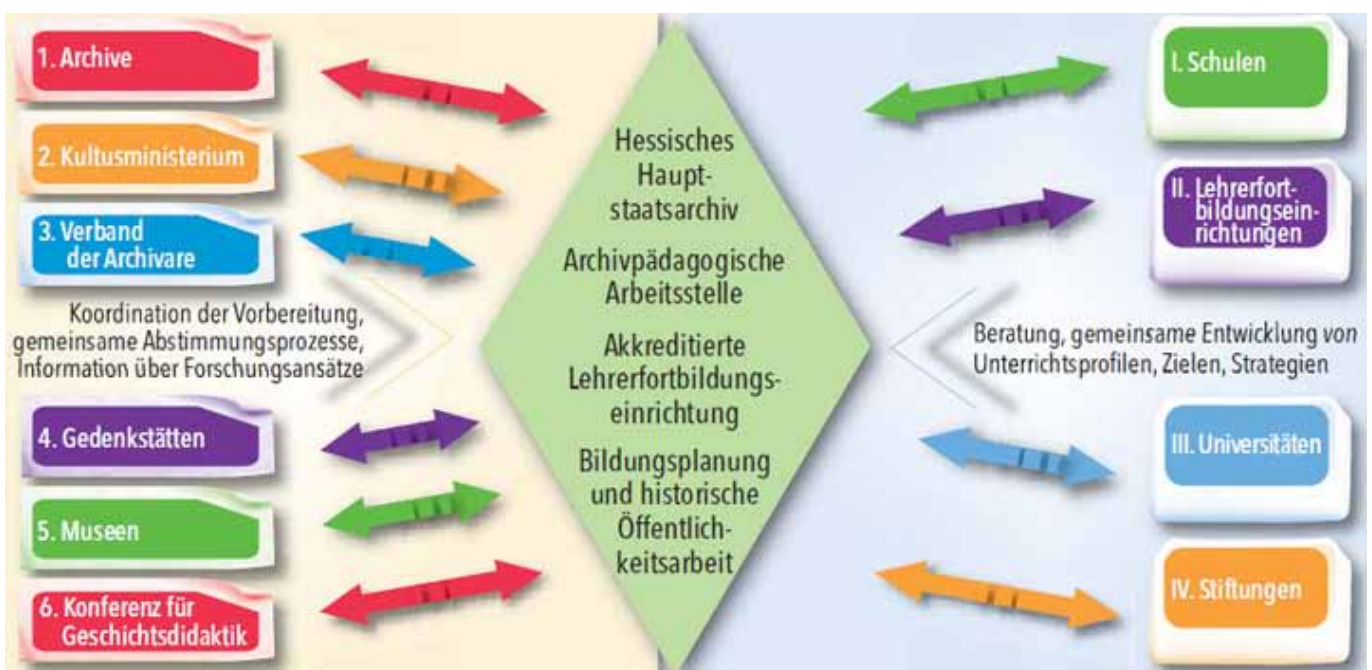 1. Archive
2. Kultusministerium
3. Verband
der Archivare
Koordination der Vorbereitung,
gemeinsame Abstimmungsprozesse,
Information über Forschungsansätze
4. Gedenkstätten
5. Museen
6. Konferenz für
Geschichtsdidaktik
Hessisches
Haupt-
staatsarchiv
Archivpädagogische
Arbeitsstelle
Akkreditierte
Lehrerfortbildungs-
einrichtung
Bildungsplanung
und historische
Öffentlich-
keitsarbeit
I. Schulen
II. Lehrerfort-
bildungsein-
richtungen
Beratung, gemeinsame Entwicklung von
Unterrichtsprofilen, Zielen, Strategien
III. Universitäten
IV. Stiftungen